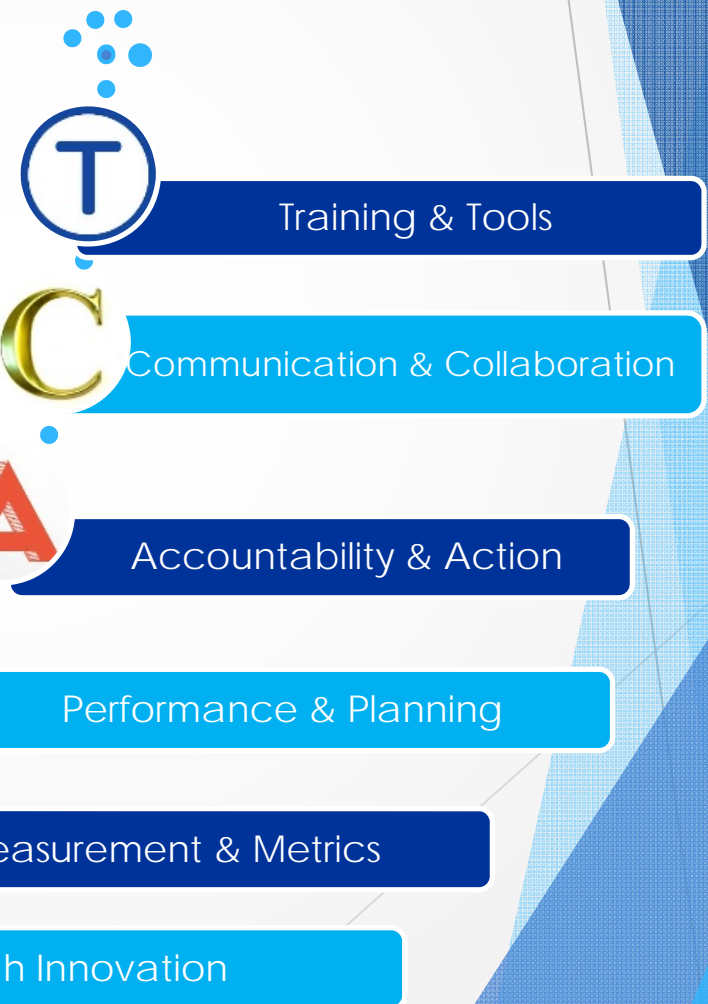 T
Training & Tools
C
Communication & Collaboration
A
Accountability & Action
Performance & Planning
easurement & Metrics
h Innovation